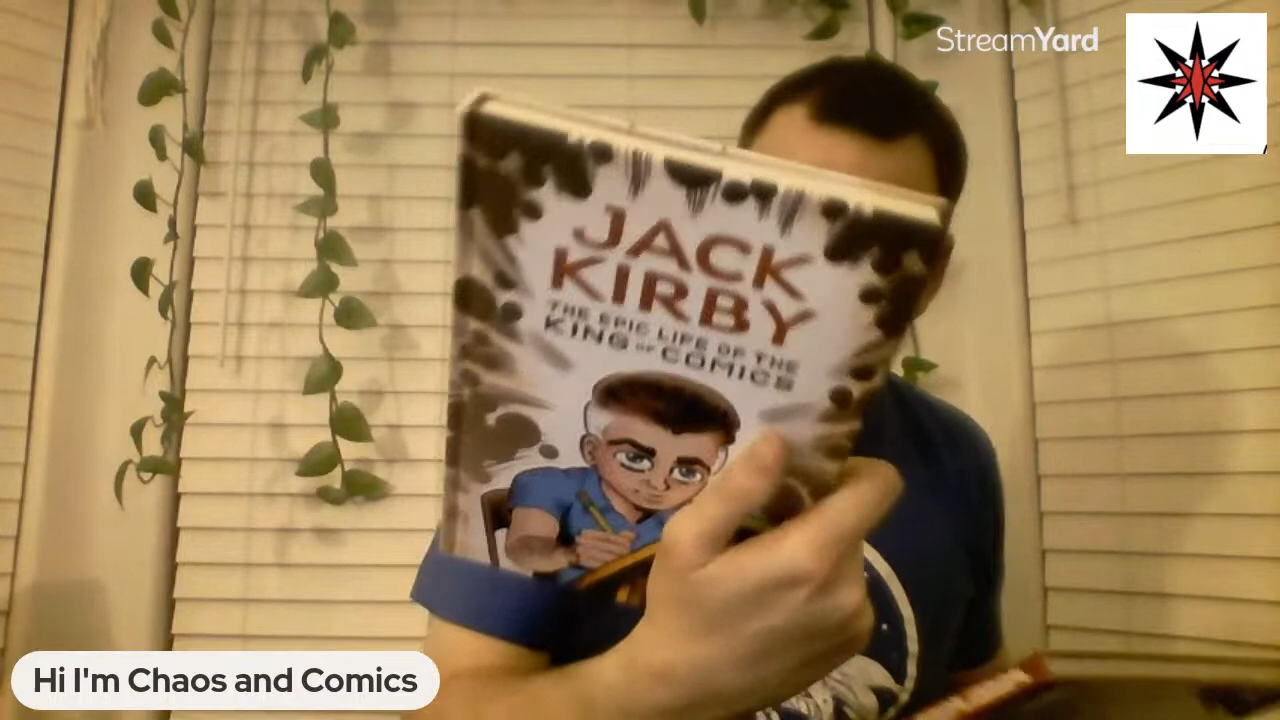 StreamYard
JACK
KIRBY
THE EPIC LIFE OF THE
KING OF COMICS
Hi I'm Chaos and Comics